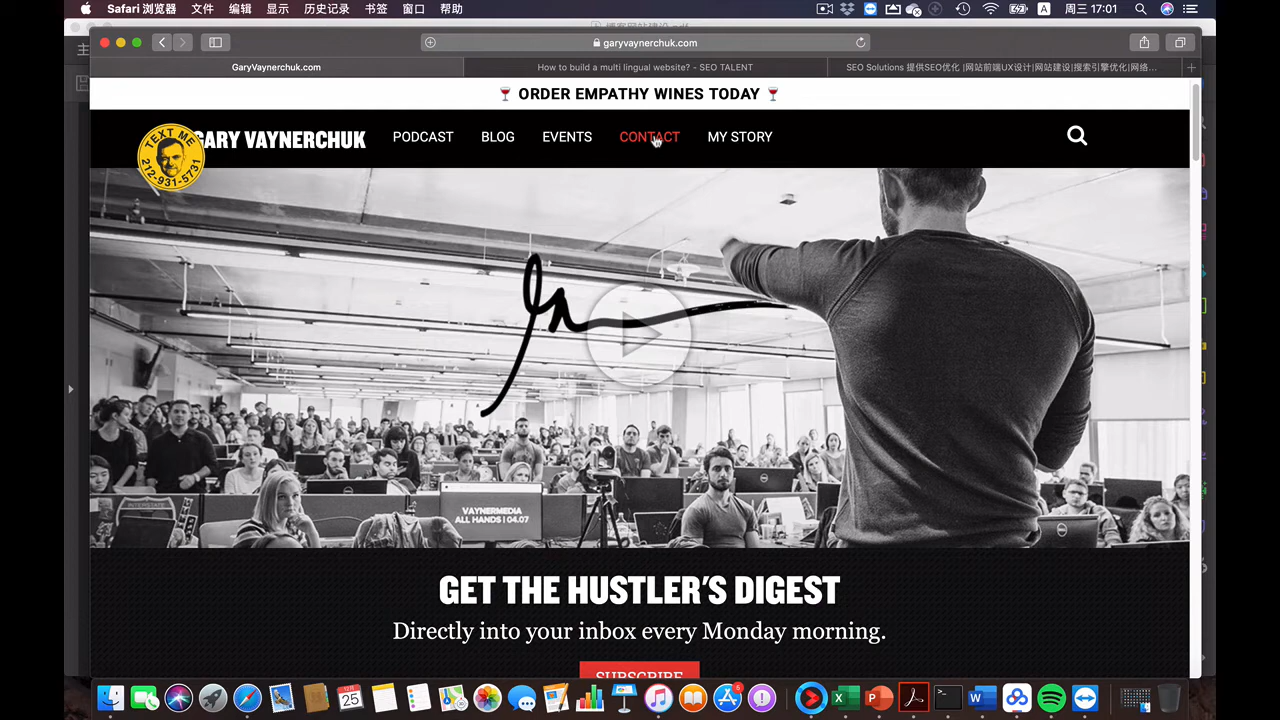 Safari 浏览器 文件 编辑 显示 历史记录 书签 窗口 帮助 A 周三 17:01
garyvaynerchuk.com
GaryVaynerchuk.com How to build a multi lingual website? - SEO TALENT SEO Solutions 提供SEO优化 |网站前端UX设计|网站建设|搜索引擎优化|网络...
🍷 ORDER EMPATHY WINES TODAY 🍷
TEXT ME
212-931-5731
GARY VAYNERCHUK PODCAST BLOG EVENTS CONTACT MY STORY
VAYNERMEDIA
ALL HANDS | 04.07
GET THE HUSTLER'S DIGEST
Directly into your inbox every Monday morning.
SUBSCRIBE
25